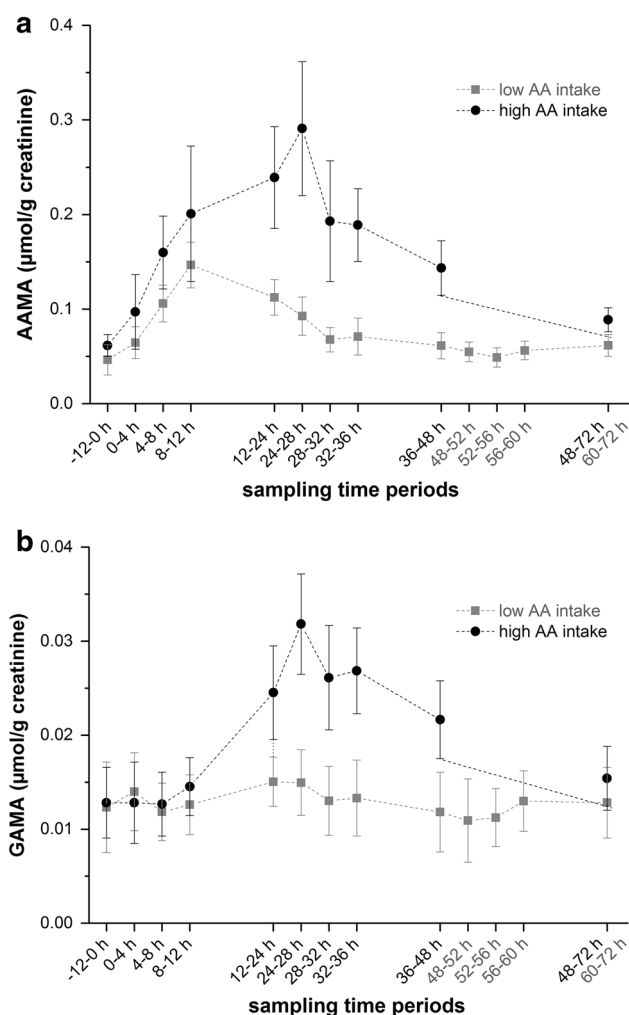 a
0.4
0.3
0.2
0.1
0.0
AAMA (µmol/g creatinine)
low AA intake
high AA intake
-12-0 h
0-4 h
4-8 h
8-12 h
12-24 h
24-28 h
28-32 h
32-36 h
36-48 h
48-52 h
52-56 h
56-60 h
48-72 h
60-72 h
sampling time periods
b
0.04
0.03
0.02
0.01
0.00
GAMA (µmol/g creatinine)
low AA intake
high AA intake
-12-0 h
0-4 h
4-8 h
8-12 h
12-24 h
24-28 h
28-32 h
32-36 h
36-48 h
48-52 h
52-56 h
56-60 h
48-72 h
60-72 h
sampling time periods